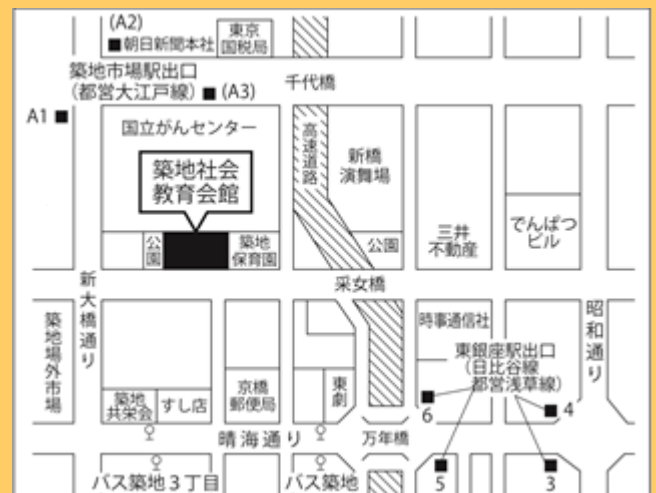 (A2)
■朝日新聞本社
東京
国税局
築地市場駅出口
(都営大江戸線)■(A3)
千代橋
A1■
国立がんセンター
高速道路
新橋
演舞場
築地社会
教育会館
でんぱつ
ビル
三井
不動産
公園
築地
保育園
公園
采女橋
新大橋通り
築地場外市場
時事通信社
昭和通り
東銀座駅出口
(日比谷線
都営浅草線)
築地
共栄会
すし店
京橋
郵便局
東劇
6
4
晴海通り
万年橋
バス築地3丁目
バス築地
5
3